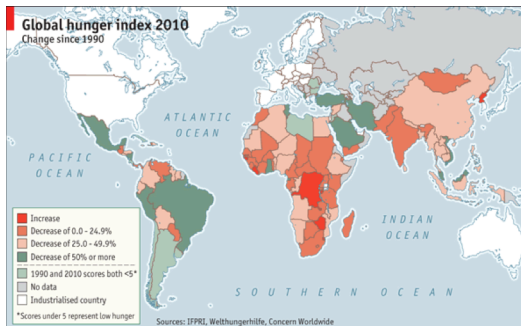 Global hunger index 2010
Change since 1990
ATLANTIC
OCEAN
PACIFIC
OCEAN
INDIAN
OCEAN
SOUTHERN OCEAN
Increase
Decrease of 0.0 - 24.9%
Decrease of 25.0 - 49.9%
Decrease of 50% or more
1990 and 2010 scores both <5*
No data
Industrialised country
*Scores under 5 represent low hunger
Sources: IFPRI, Welthungerhilfe, Concern Worldwide